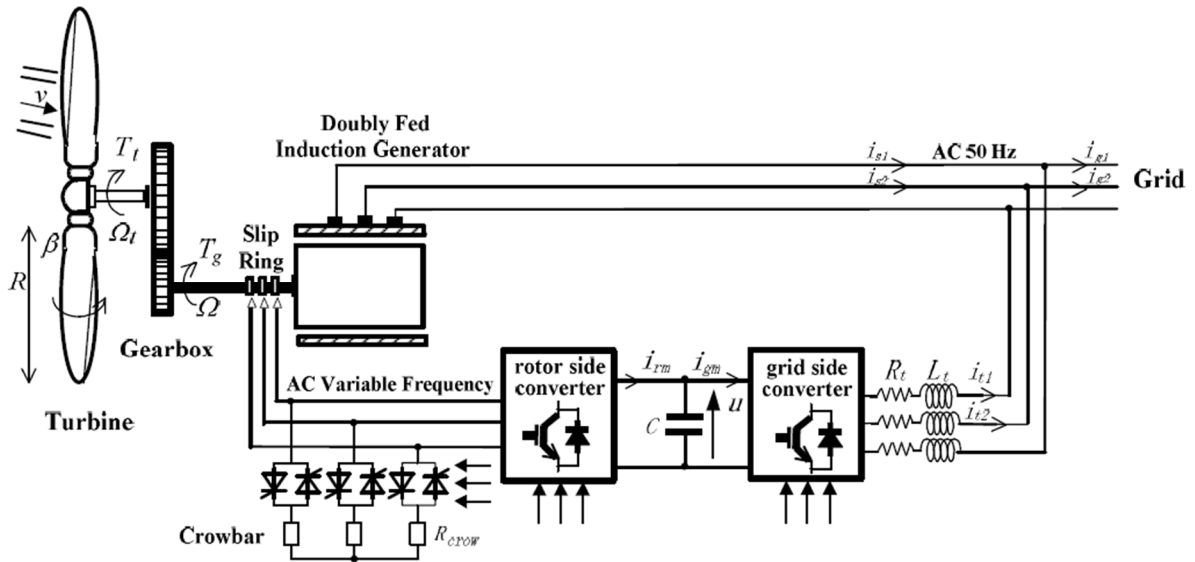 v
T_t
Ω_t
β
R
Gearbox
Turbine
T_g
Ω
Slip
Ring
Doubly Fed
Induction Generator
i_s1
AC 50 Hz
i_g1
i_s2
i_g2
Grid
AC Variable Frequency
rotor side
converter
i_rm
i_gm
C
u
grid side
converter
R_t
L_t
i_t1
i_t2
Crowbar
R_crow